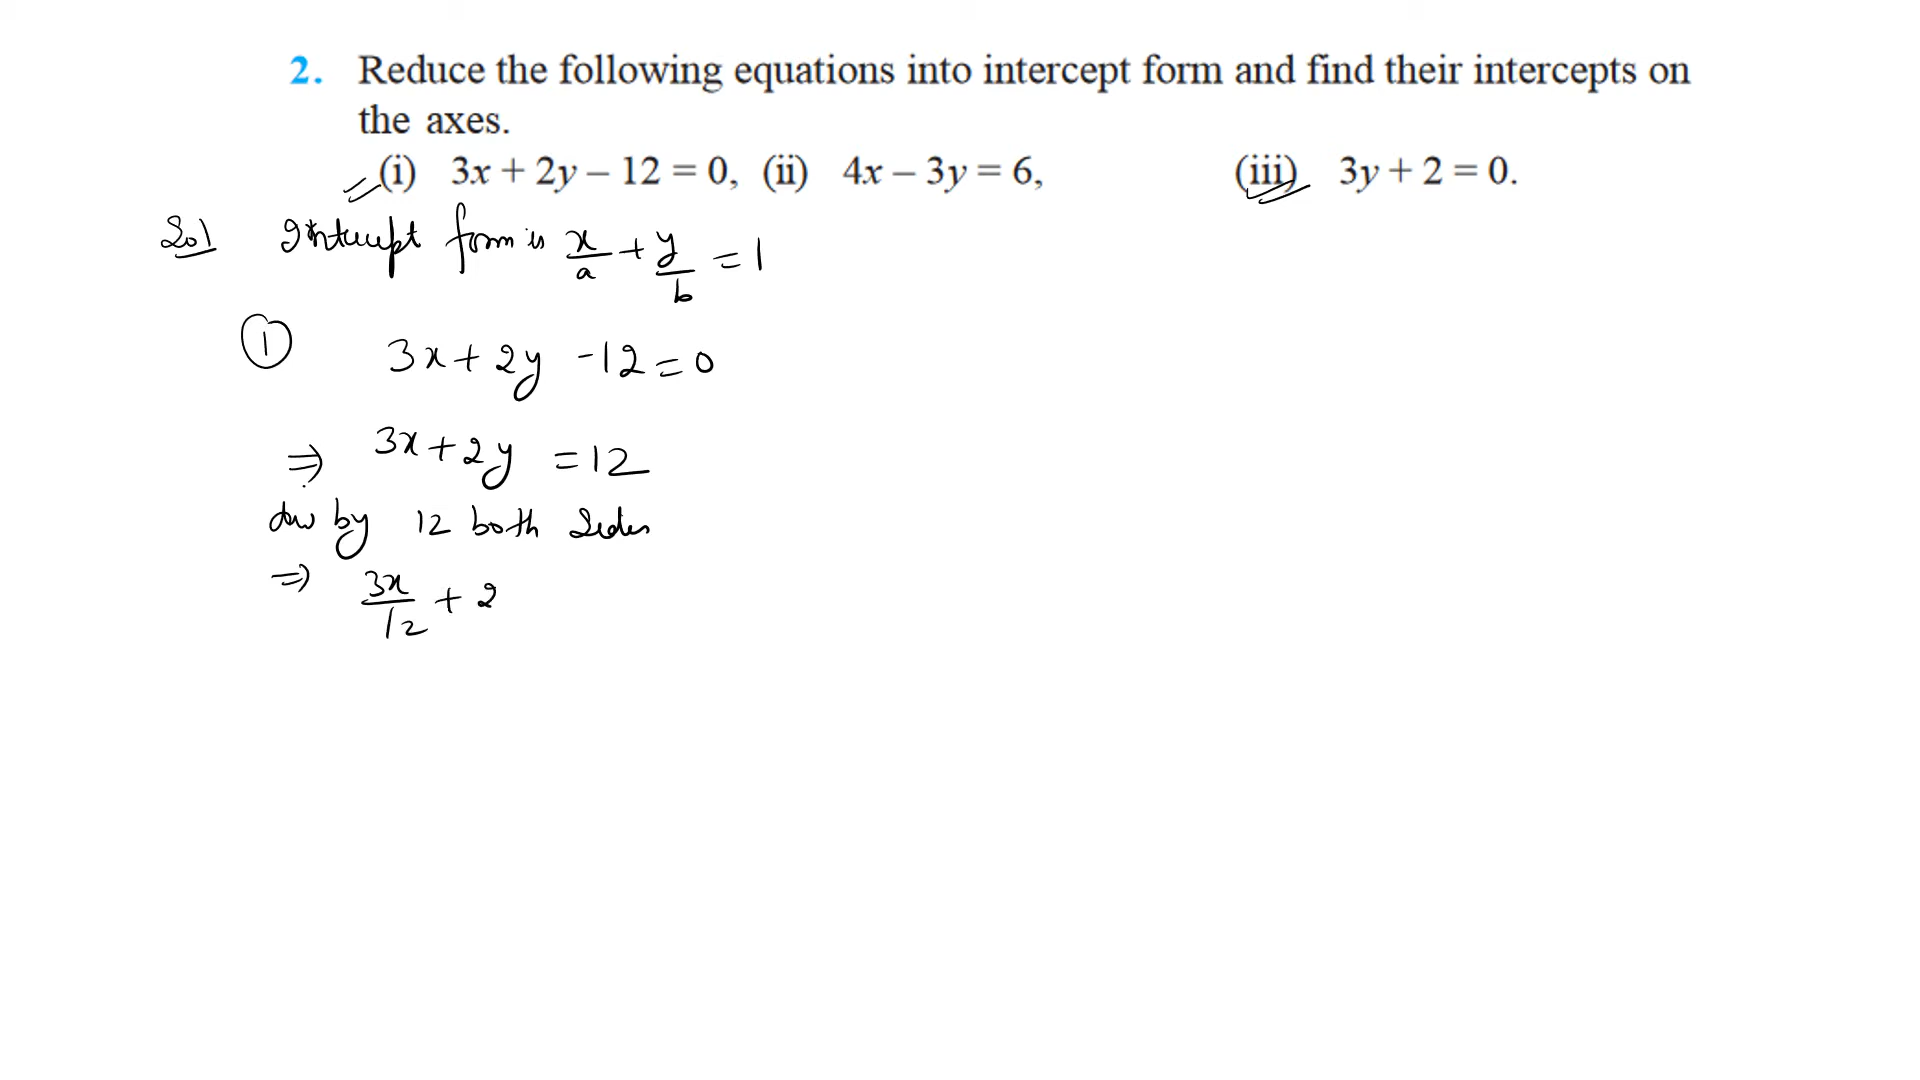 2. Reduce the following equations into intercept form and find their intercepts on
the axes.
(i) 3x + 2y – 12 = 0, (ii) 4x – 3y = 6, (iii) 3y + 2 = 0.
Sol Intercept form is x/a + y/b = 1
① 3x + 2y - 12 = 0
⇒ 3x + 2y = 12
div by 12 both sides
⇒ 3x/12 + 2